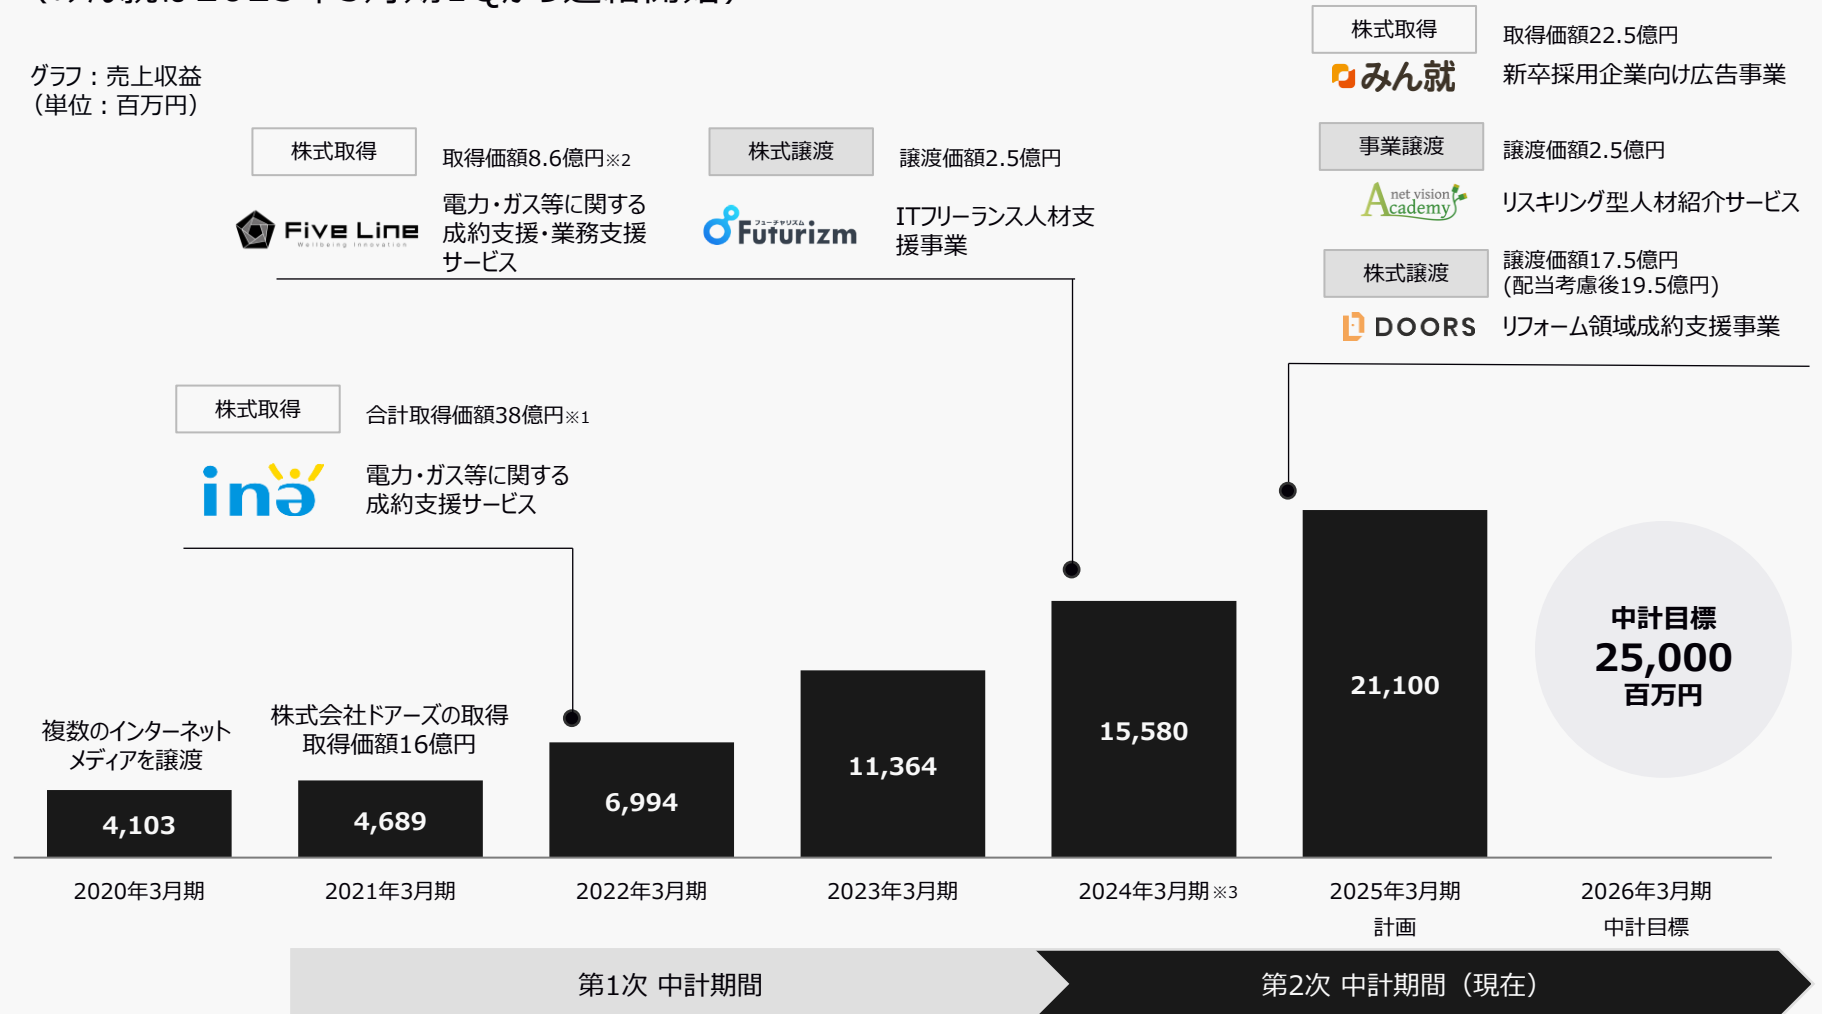 グラフ：売上収益
（単位：百万円）
株式取得
取得価額22.5億円
みん就
新卒採用企業向け広告事業
事業譲渡
譲渡価額2.5億円
net vision
Academy
リスキリング型人材紹介サービス
株式譲渡
譲渡価額17.5億円
(配当考慮後19.5億円)
DOORS
リフォーム領域成約支援事業
株式取得
取得価額8.6億円※2
Five Line
Wellbeing Innovation
電力・ガス等に関する
成約支援・業務支援
サービス
株式譲渡
譲渡価額2.5億円
フューチャリズム
Futurizm
ITフリーランス人材支
援事業
株式取得
合計取得価額38億円※1
ina
電力・ガス等に関する
成約支援サービス
複数のインターネット
メディアを譲渡
株式会社ドアーズの取得
取得価額16億円
4,103
4,689
6,994
11,364
15,580
21,100
中計目標
25,000
百万円
2020年3月期
2021年3月期
2022年3月期
2023年3月期
2024年3月期※3
2025年3月期
計画
2026年3月期
中計目標
第1次 中計期間
第2次 中計期間（現在）